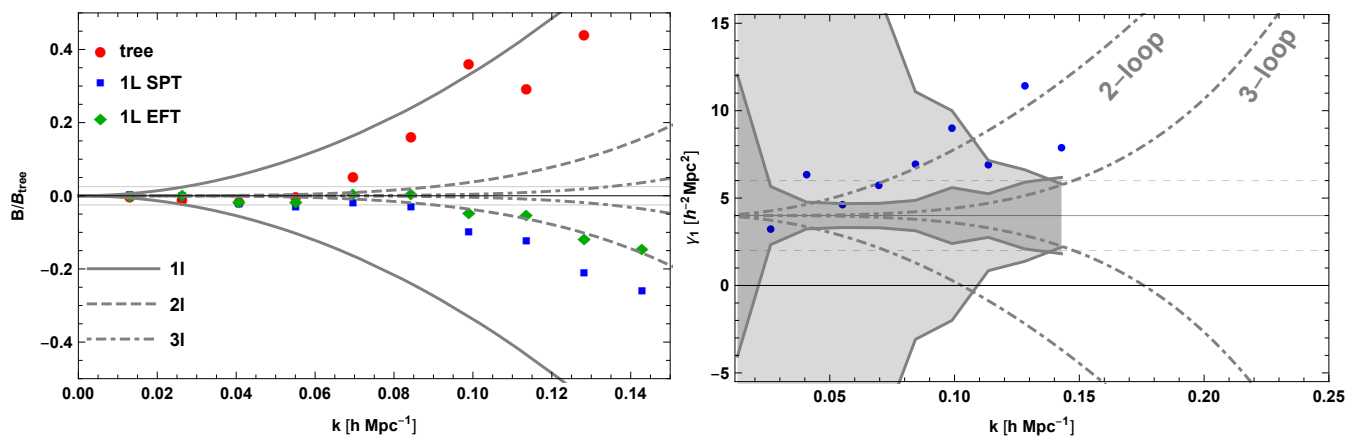 0.4
0.2
0.0
−0.2
−0.4
B/B_tree
tree
1L SPT
1L EFT
1l
2l
3l
0.00 0.02 0.04 0.06 0.08 0.10 0.12 0.14
k [h Mpc⁻¹]
15
10
5
0
−5
γ₁ [h⁻²Mpc²]
2−loop
3−loop
0.05 0.10 0.15 0.20 0.25
k [h Mpc⁻¹]